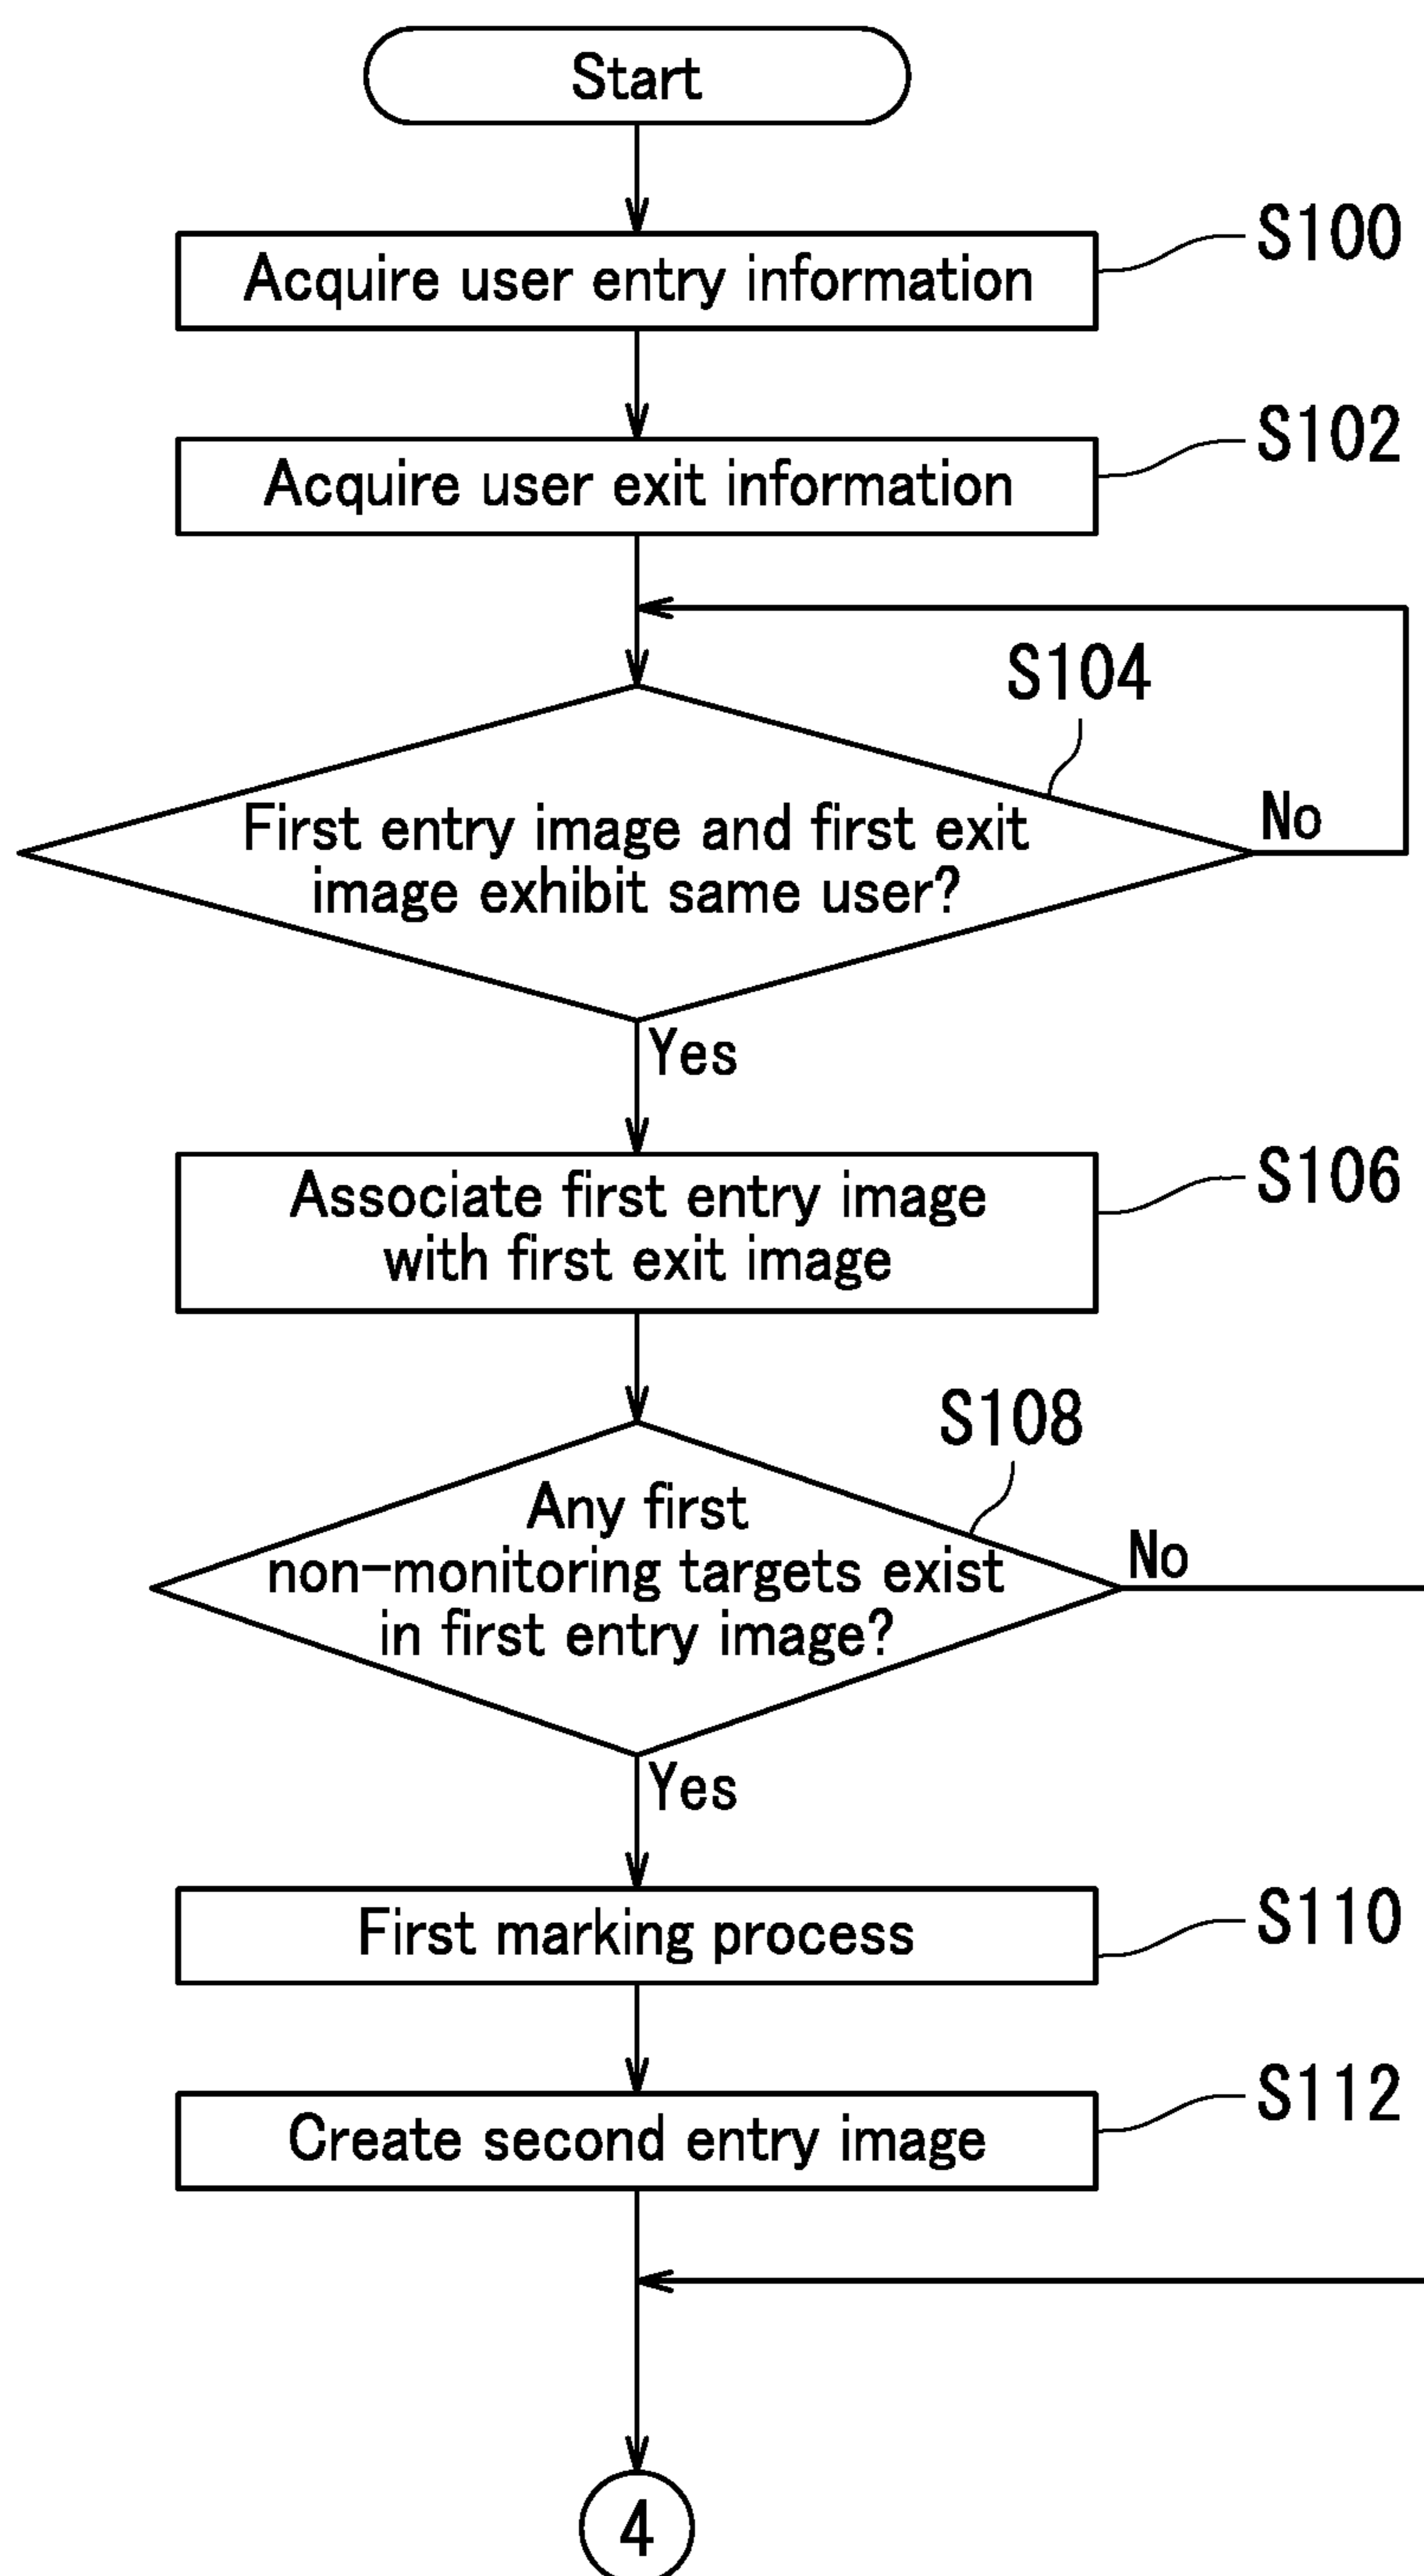 Start
Acquire user entry information
S100
Acquire user exit information
S102
S104
First entry image and first exit
image exhibit same user?
No
Yes
Associate first entry image
with first exit image
S106
S108
Any first
non-monitoring targets exist
in first entry image?
No
Yes
First marking process
S110
Create second entry image
S112
4